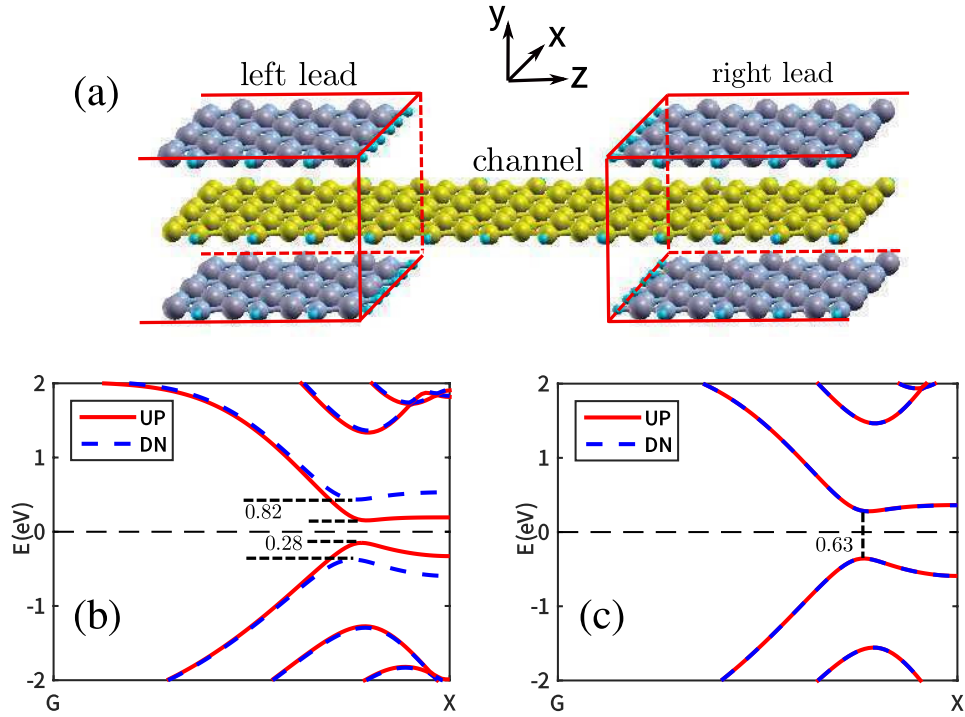 y
x
z
(a)
left lead
right lead
channel
2
1
0
-1
-2
E (eV)
UP
DN
0.82
0.28
(b)
G
X
2
1
0
-1
-2
E (eV)
UP
DN
0.63
(c)
G
X